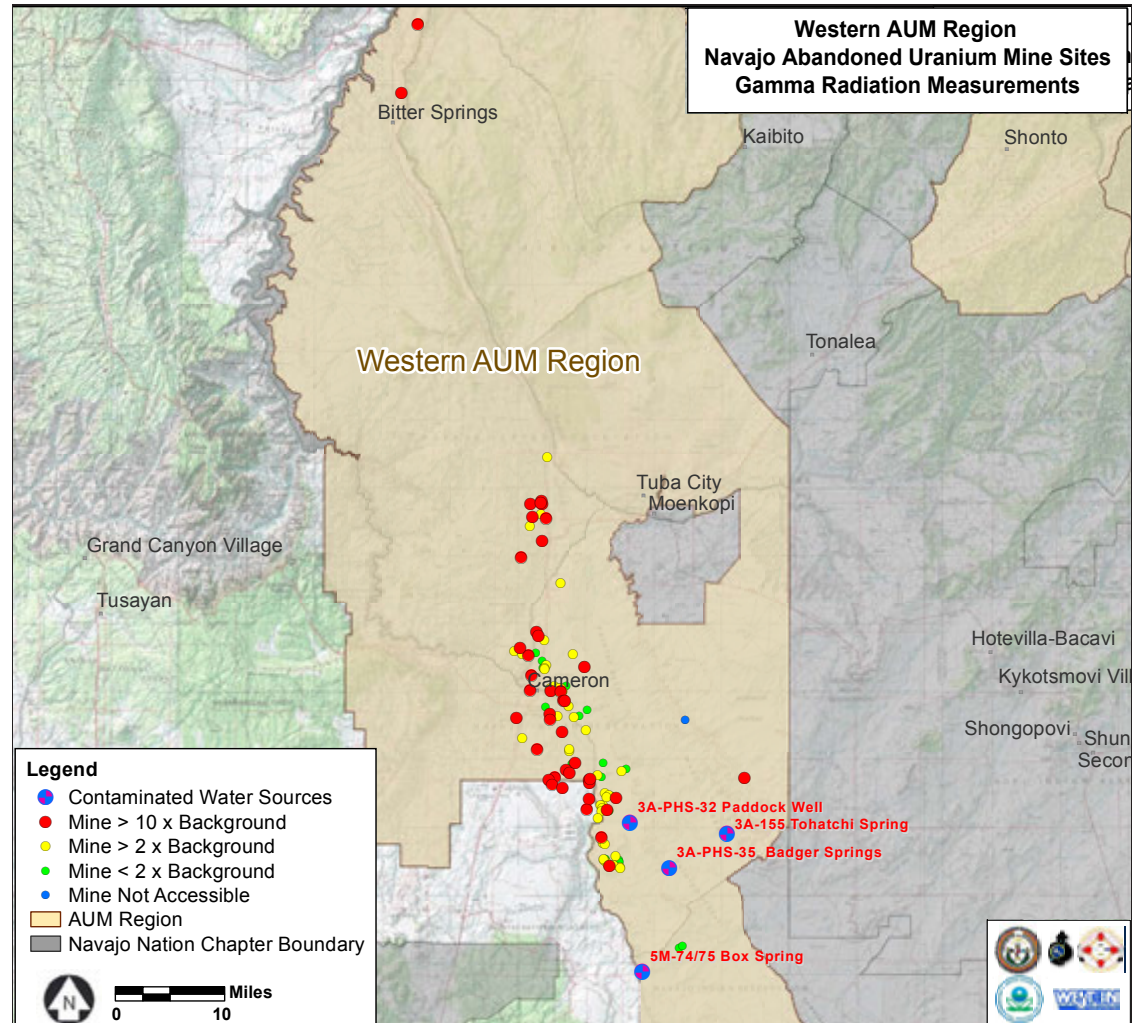 Western AUM Region
Navajo Abandoned Uranium Mine Sites
Gamma Radiation Measurements
Bitter Springs
Kaibito
Shonto
Tonalea
Western AUM Region
Tuba City
Moenkopi
Grand Canyon Village
Tusayan
Hotevilla-Bacavi
Kykotsmovi Vill
Cameron
Shongopovi
Shun
Secon
3A-PHS-32 Paddock Well
3A-155 Tohatchi Spring
3A-PHS-35 Badger Springs
5M-74/75 Box Spring
Legend
Contaminated Water Sources
Mine > 10 x Background
Mine > 2 x Background
Mine < 2 x Background
Mine Not Accessible
AUM Region
Navajo Nation Chapter Boundary
N
Miles
0 10